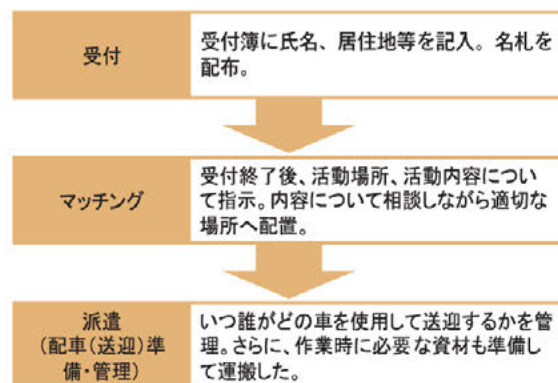 受付
受付簿に氏名、居住地等を記入。名札を
配布。
マッチング
受付終了後、活動場所、活動内容につい
て指示。内容について相談しながら適切な
場所へ配置。
派遣
(配車(送迎)準
備・管理)
いつ誰がどの車を使用して送迎するかを管
理。さらに、作業時に必要な資材も準備し
て運搬した。